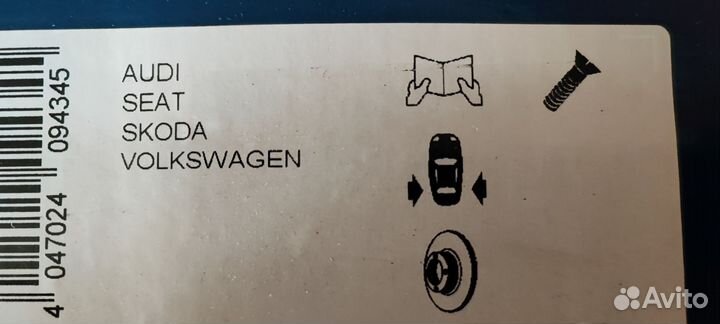 AUDI
SEAT
SKODA
VOLKSWAGEN
4 047024 094345
Avito